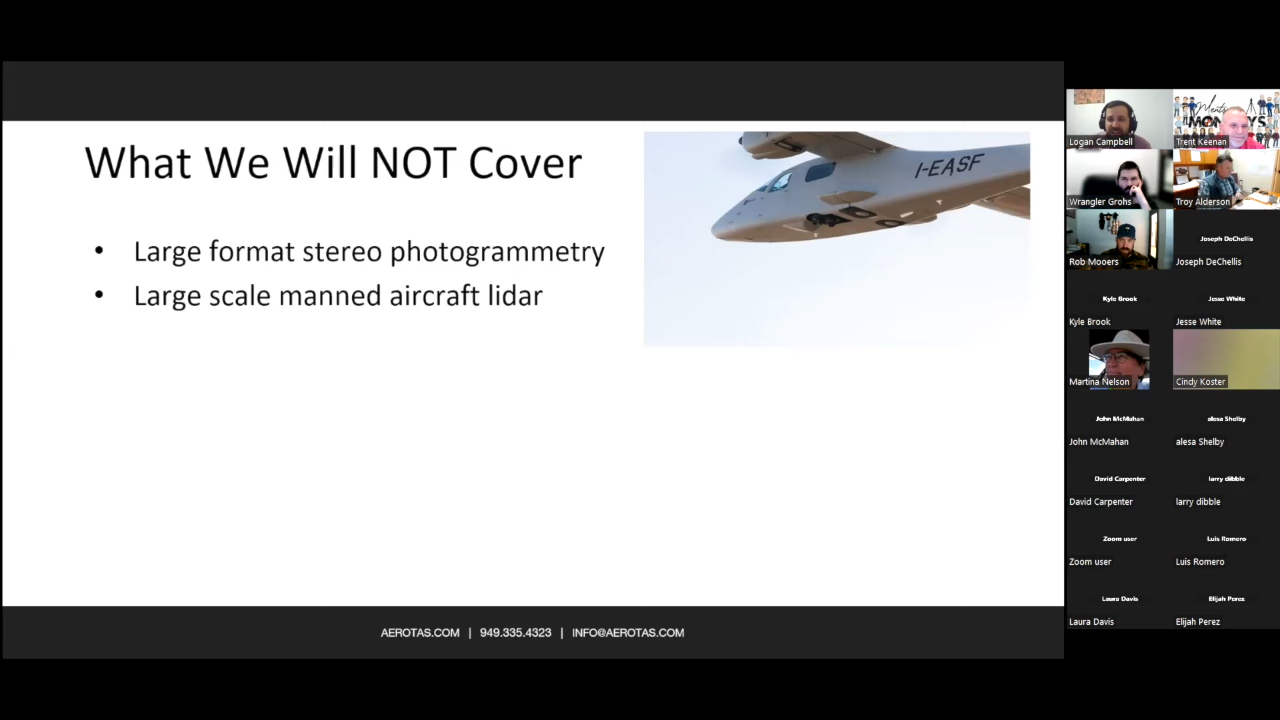 What We Will NOT Cover
• Large format stereo photogrammetry
• Large scale manned aircraft lidar
I-EASF
AEROTAS.COM | 949.335.4323 | INFO@AEROTAS.COM
Logan Campbell
Trent Keenan
Wrangler Grohs
Troy Alderson
Rob Mooers
Joseph DeChellis
Joseph DeChellis
Kyle Brook
Jesse White
Kyle Brook
Jesse White
Martina Nelson
Cindy Koster
John McMahan
alesa Shelby
John McMahan
alesa Shelby
David Carpenter
larry dibble
David Carpenter
larry dibble
Zoom user
Luis Romero
Zoom user
Luis Romero
Laura Davis
Elijah Perez
Laura Davis
Elijah Perez